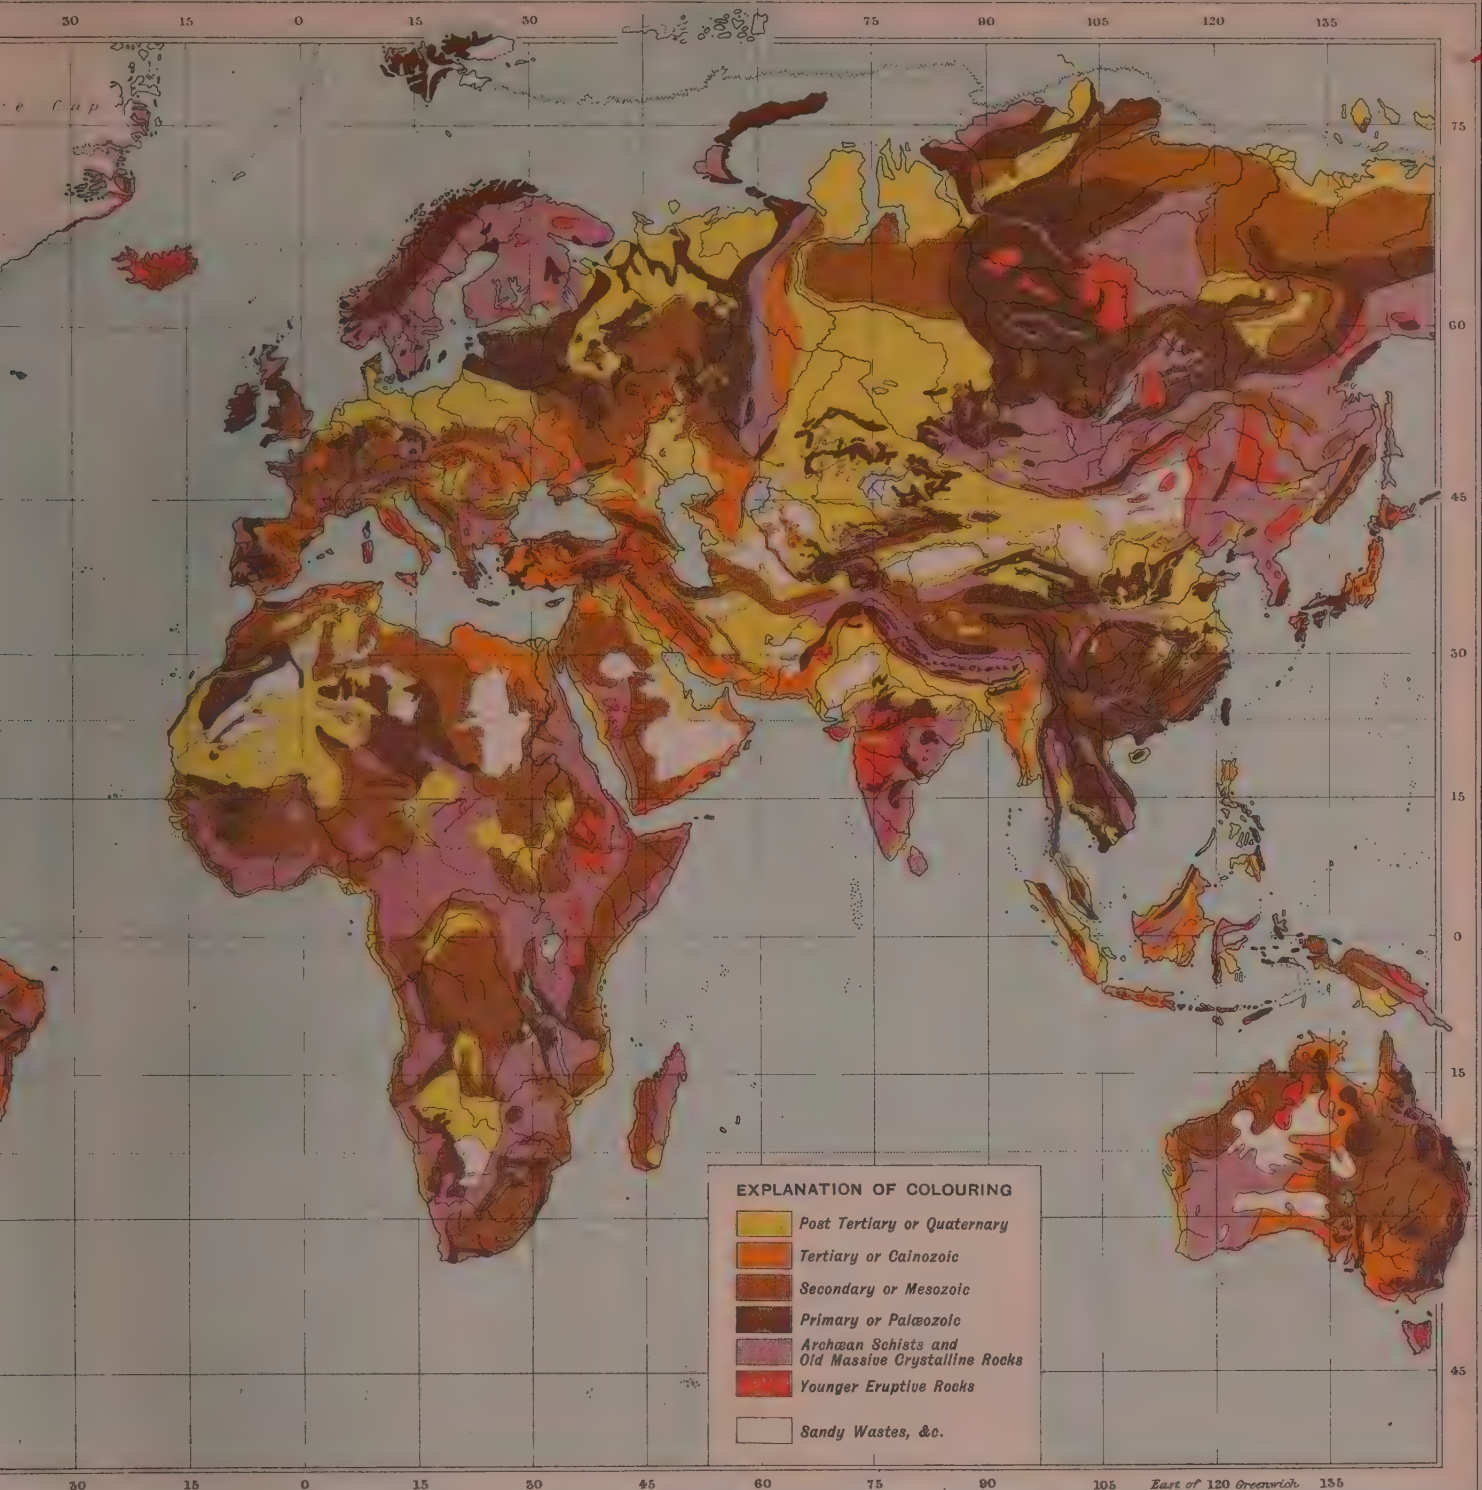 30 15 0 15 30 75 90 105 120 135
e Cap
75
60
45
30
15
0
15
45
EXPLANATION OF COLOURING
Post Tertiary or Quaternary
Tertiary or Cainozoic
Secondary or Mesozoic
Primary or Palæozoic
Archæan Schists and
Old Massive Crystalline Rocks
Younger Eruptive Rocks
Sandy Wastes, &c.
30 15 0 15 30 45 60 75 90 105 East of 120 Greenwich 135